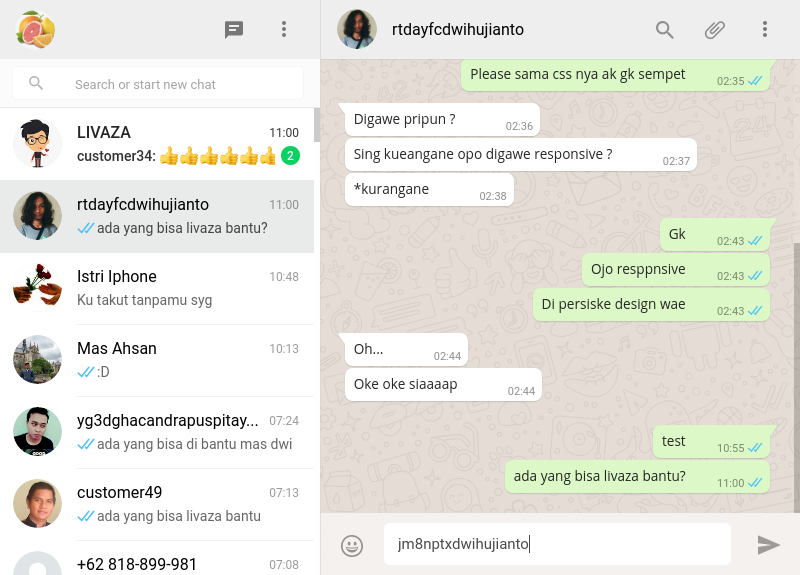 Search or start new chat
LIVAZA
11:00
customer34: 👍👍👍👍👍👍
2
rtdayfcdwihujianto
11:00
ada yang bisa livaza bantu?
Istri Iphone
10:48
Ku takut tanpamu syg
Mas Ahsan
10:13
:D
yg3dghacandrapuspitay...
07:24
ada yang bisa di bantu mas dwi
customer49
07:13
ada yang bisa livaza bantu
+62 818-899-981
07:08
rtdayfcdwihujianto
Please sama css nya ak gk sempet
02:35
Digawe pripun ?
02:36
Sing kueangane opo digawe responsive ?
02:37
*kurangane
02:38
Gk
02:43
Ojo resppnsive
02:43
Di persiske design wae
02:43
Oh...
02:44
Oke oke siaaaap
02:44
test
10:55
ada yang bisa livaza bantu?
11:00
jm8nptxdwihujianto